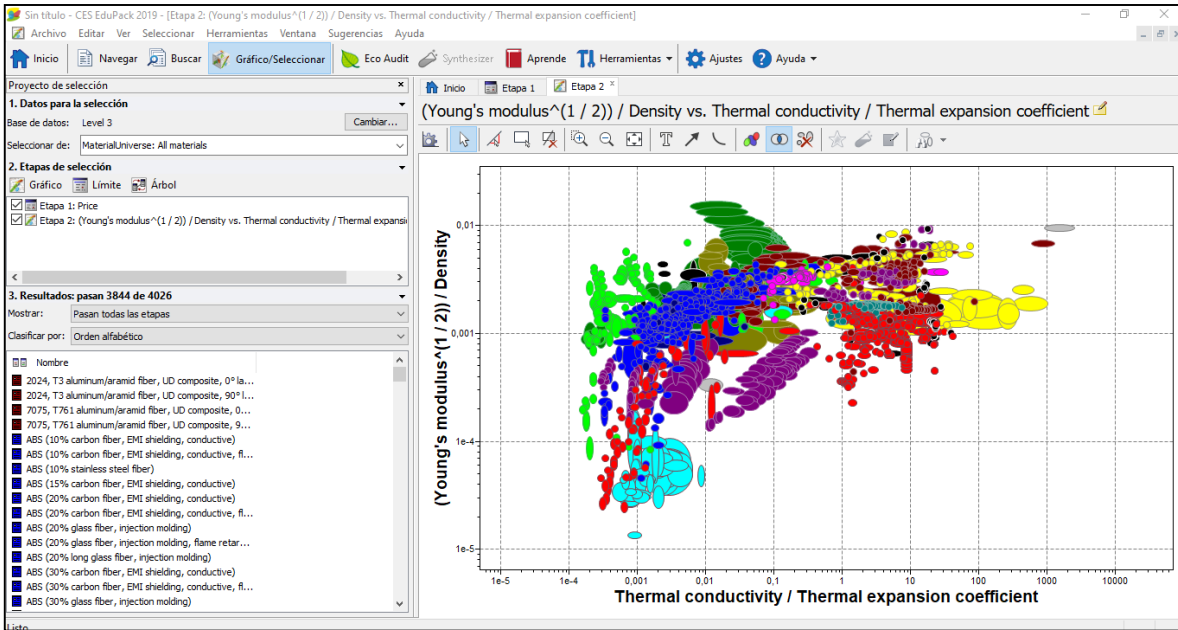 Sin título - CES EduPack 2019 - [Etapa 2: (Young's modulus^(1 / 2)) / Density vs. Thermal conductivity / Thermal expansion coefficient]
Archivo Editar Ver Seleccionar Herramientas Ventana Sugerencias Ayuda
Inicio Navegar Buscar Gráfico/Seleccionar Eco Audit Synthesizer Aprende Herramientas Ajustes Ayuda
Proyecto de selección
1. Datos para la selección
Base de datos: Level 3 Cambiar...
Seleccionar de: MaterialUniverse: All materials
2. Etapas de selección
Gráfico Límite Árbol
Etapa 1: Price
Etapa 2: (Young's modulus^(1 / 2)) / Density vs. Thermal conductivity / Thermal expansi
3. Resultados: pasan 3844 de 4026
Mostrar: Pasan todas las etapas
Clasificar por: Orden alfabético
Nombre
2024, T3 aluminum/aramid fiber, UD composite, 0° la...
2024, T3 aluminum/aramid fiber, UD composite, 90° l...
7075, T761 aluminum/aramid fiber, UD composite, 0...
7075, T761 aluminum/aramid fiber, UD composite, 9...
ABS (10% carbon fiber, EMI shielding, conductive)
ABS (10% carbon fiber, EMI shielding, conductive, fl...
ABS (10% stainless steel fiber)
ABS (15% carbon fiber, EMI shielding, conductive)
ABS (20% carbon fiber, EMI shielding, conductive)
ABS (20% carbon fiber, EMI shielding, conductive, fl...
ABS (20% glass fiber, injection molding)
ABS (20% glass fiber, injection molding, flame retar...
ABS (20% long glass fiber, injection molding)
ABS (30% carbon fiber, EMI shielding, conductive)
ABS (30% carbon fiber, EMI shielding, conductive, fl...
ABS (30% glass fiber, injection molding)
Listo
Inicio Etapa 1 Etapa 2
(Young's modulus^(1 / 2)) / Density vs. Thermal conductivity / Thermal expansion coefficient
(Young's modulus^(1 / 2)) / Density
0,01
0,001
1e-4
1e-5
1e-5 1e-4 0,001 0,01 0,1 1 10 100 1000 10000
Thermal conductivity / Thermal expansion coefficient